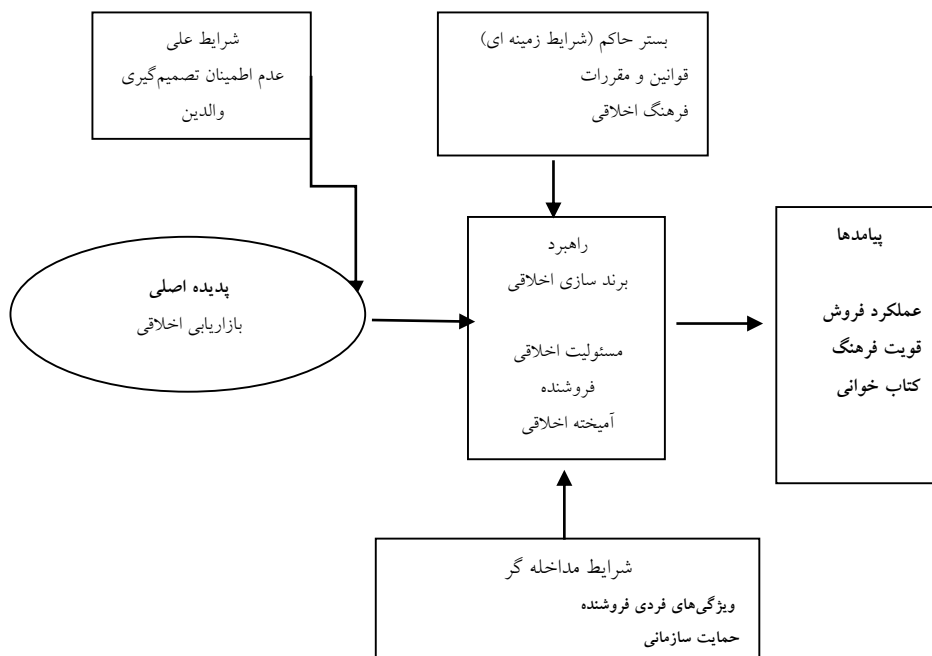 شرایط علی
عدم اطمینان تصمیم‌گیری
والدین
بستر حاکم (شرایط زمینه ای)
قوانین و مقررات
فرهنگ اخلاقی
پدیده اصلی
بازاریابی اخلاقی
راهبرد
برند سازی اخلاقی
مسئولیت اخلاقی
فروشنده
آمیخته اخلاقی
پیامدها
عملکرد فروش
قویت فرهنگ
کتاب خوانی
شرایط مداخله گر
ویژگی‌های فردی فروشنده
حمایت سازمانی